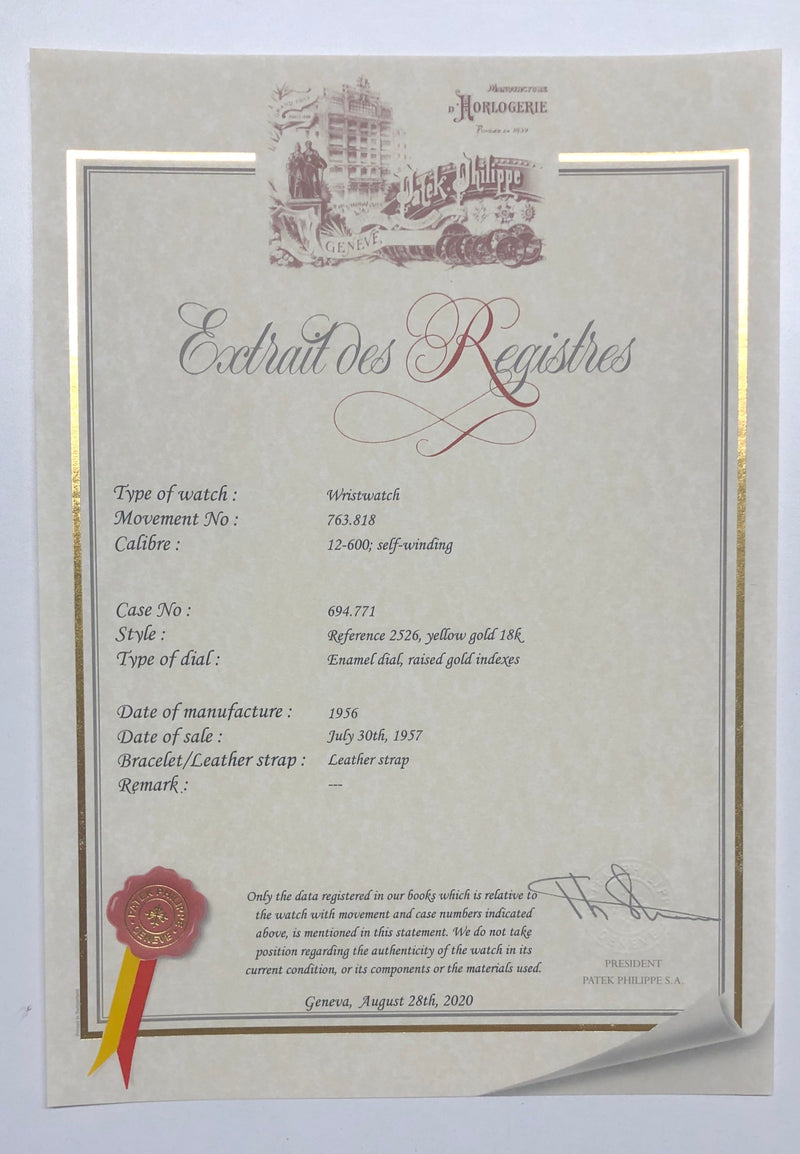 MANUFACTURE
D'HORLOGERIE
FONDÉE EN 1839
Patek Philippe
GENÈVE
Extrait des Registres
Type of watch : Wristwatch
Movement No : 763.818
Calibre : 12-600; self-winding
Case No : 694.771
Style : Reference 2526, yellow gold 18k
Type of dial : Enamel dial, raised gold indexes
Date of manufacture : 1956
Date of sale : July 30th, 1957
Bracelet/Leather strap : Leather strap
Remark : ---
Only the data registered in our books which is relative to
the watch with movement and case numbers indicated
above, is mentioned in this statement. We do not take
position regarding the authenticity of the watch in its
current condition, or its components or the materials used.
Geneva, August 28th, 2020
PRESIDENT
PATEK PHILIPPE S.A.
PATEK PHILIPPE
GENEVE